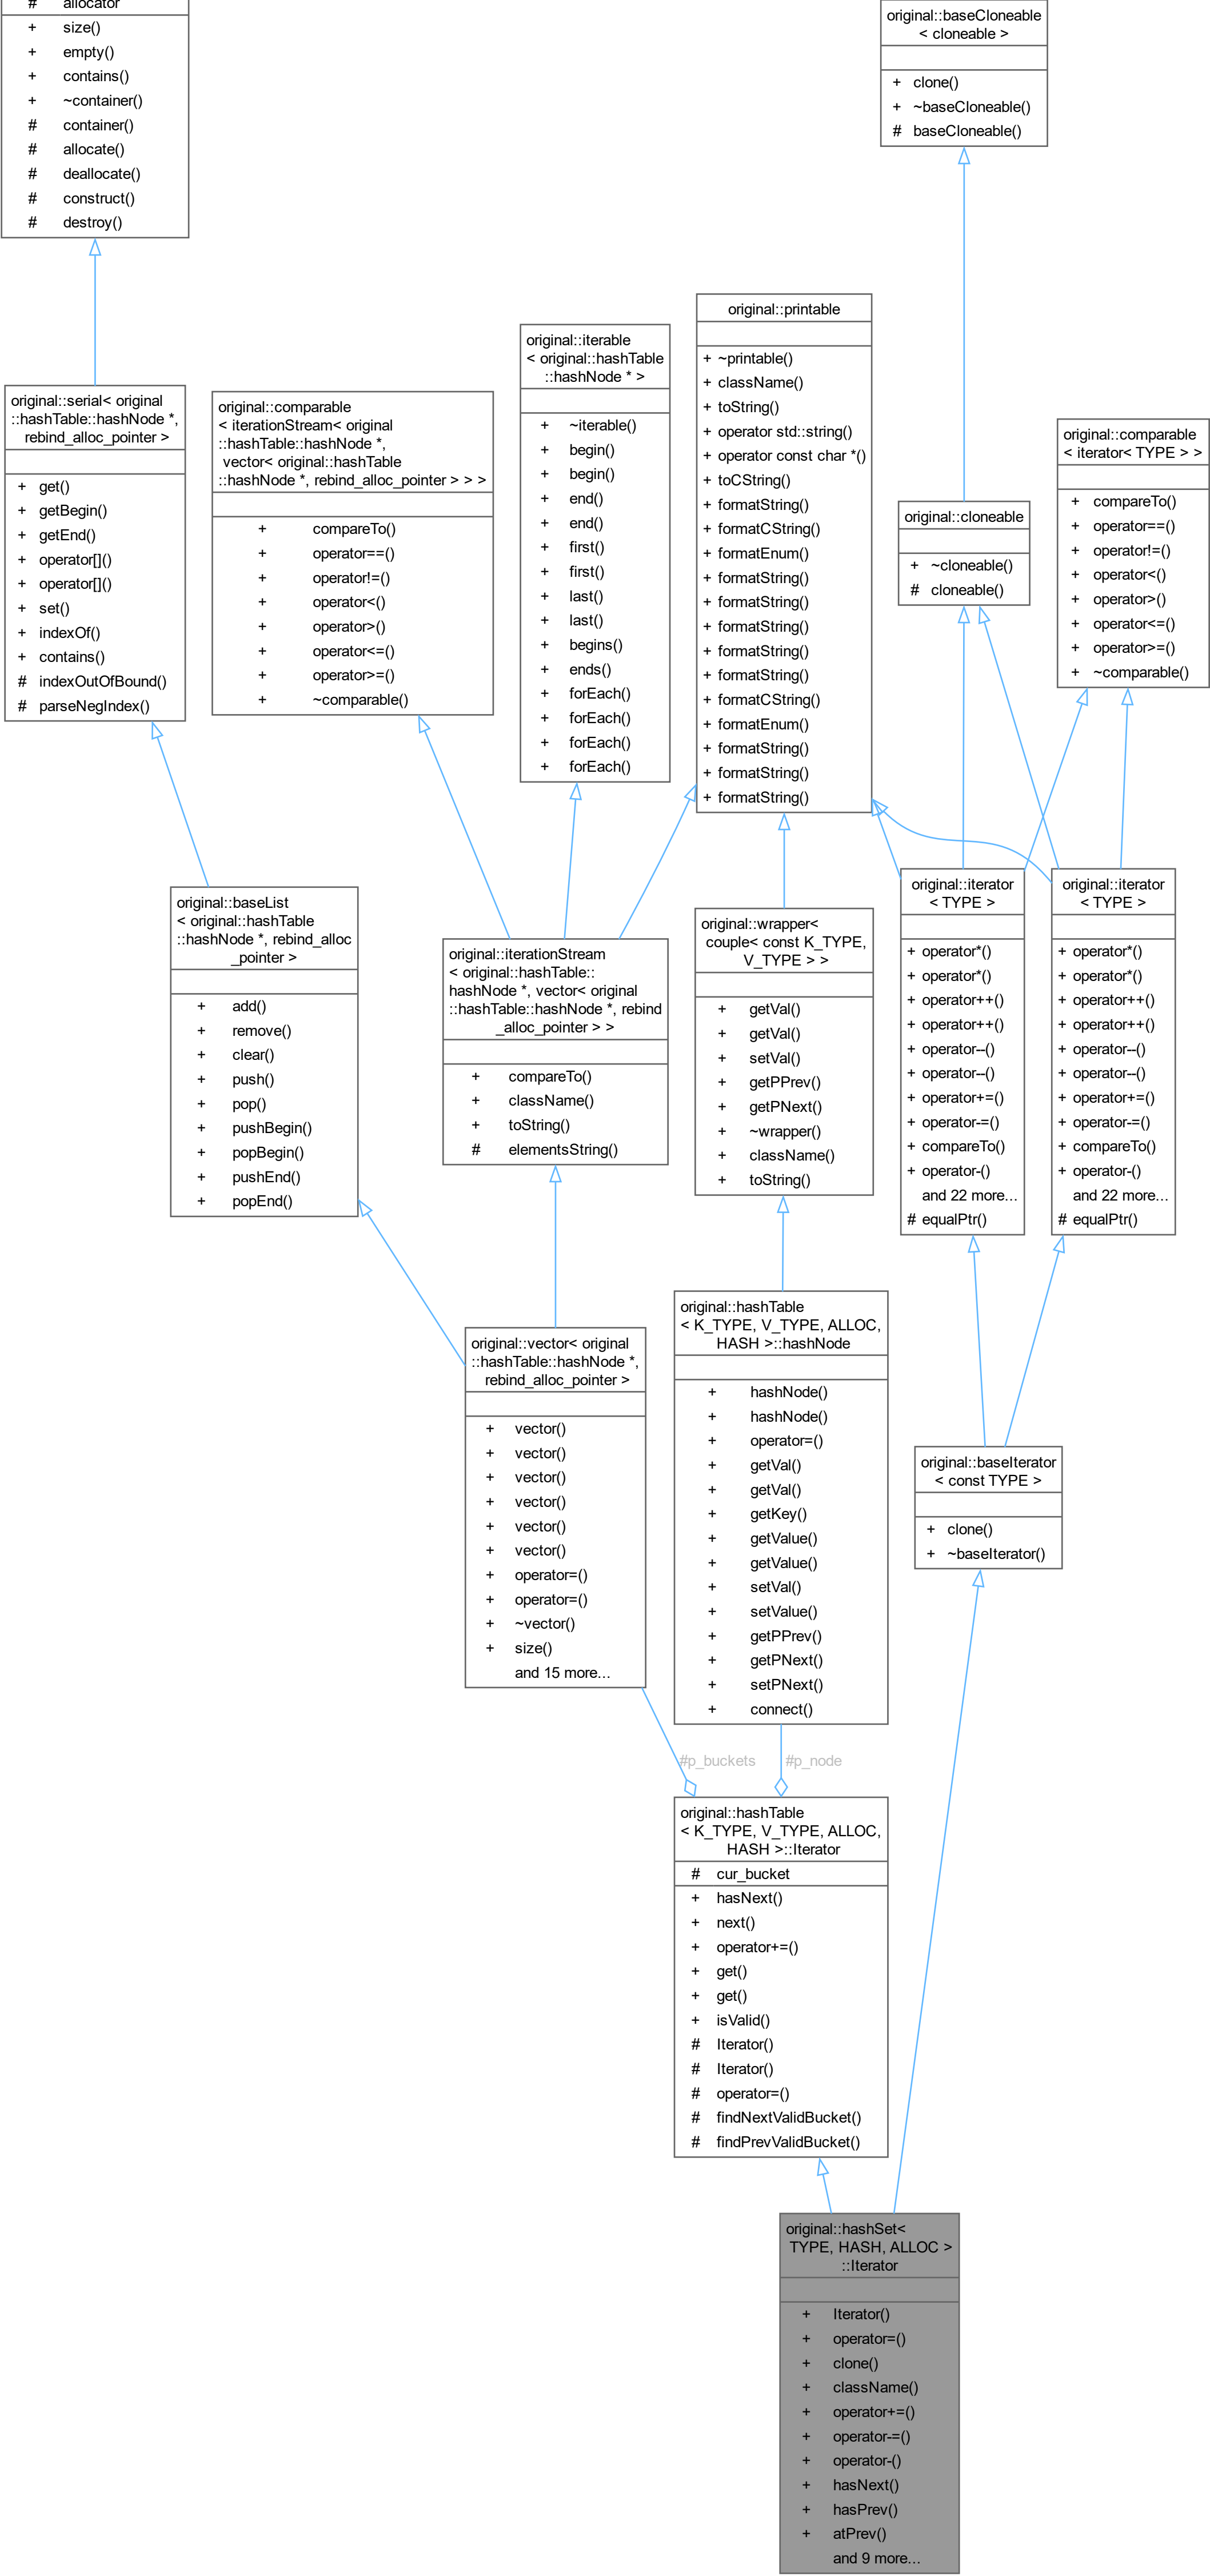 # allocator
+ size()
+ empty()
+ contains()
+ ~container()
# container()
# allocate()
# deallocate()
# construct()
# destroy()
original::baseCloneable
< cloneable >
+ clone()
+ ~baseCloneable()
# baseCloneable()
original::serial< original
::hashTable::hashNode *,
rebind_alloc_pointer >
+ get()
+ getBegin()
+ getEnd()
+ operator[]()
+ operator[]()
+ set()
+ indexOf()
+ contains()
# indexOutOfBound()
# parseNegIndex()
original::comparable
< iterationStream< original
::hashTable::hashNode *,
vector< original::hashTable
::hashNode *, rebind_alloc_pointer > > >
+ compareTo()
+ operator==()
+ operator!=()
+ operator<()
+ operator>()
+ operator<=()
+ operator>=()
+ ~comparable()
original::iterable
< original::hashTable
::hashNode * >
+ ~iterable()
+ begin()
+ begin()
+ end()
+ end()
+ first()
+ first()
+ last()
+ last()
+ begins()
+ ends()
+ forEach()
+ forEach()
+ forEach()
+ forEach()
original::printable
+ ~printable()
+ className()
+ toString()
+ operator std::string()
+ operator const char *()
+ toCString()
+ formatString()
+ formatCString()
+ formatEnum()
+ formatString()
+ formatString()
+ formatString()
+ formatString()
+ formatString()
+ formatCString()
+ formatEnum()
+ formatString()
+ formatString()
+ formatString()
original::cloneable
+ ~cloneable()
# cloneable()
original::comparable
< iterator< TYPE > >
+ compareTo()
+ operator==()
+ operator!=()
+ operator<()
+ operator>()
+ operator<=()
+ operator>=()
+ ~comparable()
original::baseList
< original::hashTable
::hashNode *, rebind_alloc
_pointer >
+ add()
+ remove()
+ clear()
+ push()
+ pop()
+ pushBegin()
+ popBegin()
+ pushEnd()
+ popEnd()
original::iterationStream
< original::hashTable::
hashNode *, vector< original
::hashTable::hashNode *, rebind
_alloc_pointer > >
+ compareTo()
+ className()
+ toString()
# elementsString()
original::wrapper<
couple< const K_TYPE,
V_TYPE > >
+ getVal()
+ getVal()
+ setVal()
+ getPPrev()
+ getPNext()
+ ~wrapper()
+ className()
+ toString()
original::iterator
< TYPE >
+ operator*()
+ operator*()
+ operator++()
+ operator++()
+ operator--()
+ operator--()
+ operator+=()
+ operator-=()
+ compareTo()
+ operator-()
and 22 more...
# equalPtr()
original::iterator
< TYPE >
+ operator*()
+ operator*()
+ operator++()
+ operator++()
+ operator--()
+ operator--()
+ operator+=()
+ operator-=()
+ compareTo()
+ operator-()
and 22 more...
# equalPtr()
original::vector< original
::hashTable::hashNode *,
rebind_alloc_pointer >
+ vector()
+ vector()
+ vector()
+ vector()
+ vector()
+ vector()
+ operator=()
+ operator=()
+ ~vector()
+ size()
and 15 more...
original::hashTable
< K_TYPE, V_TYPE, ALLOC,
HASH >::hashNode
+ hashNode()
+ hashNode()
+ operator=()
+ getVal()
+ getVal()
+ getKey()
+ getValue()
+ getValue()
+ setVal()
+ setValue()
+ getPPrev()
+ getPNext()
+ setPNext()
+ connect()
original::baseIterator
< const TYPE >
+ clone()
+ ~baseIterator()
#p_buckets
#p_node
original::hashTable
< K_TYPE, V_TYPE, ALLOC,
HASH >::Iterator
# cur_bucket
+ hasNext()
+ next()
+ operator+=()
+ get()
+ get()
+ isValid()
# Iterator()
# Iterator()
# operator=()
# findNextValidBucket()
# findPrevValidBucket()
original::hashSet<
TYPE, HASH, ALLOC >
::Iterator
+ Iterator()
+ operator=()
+ clone()
+ className()
+ operator+=()
+ operator-=()
+ operator-()
+ hasNext()
+ hasPrev()
+ atPrev()
and 9 more...